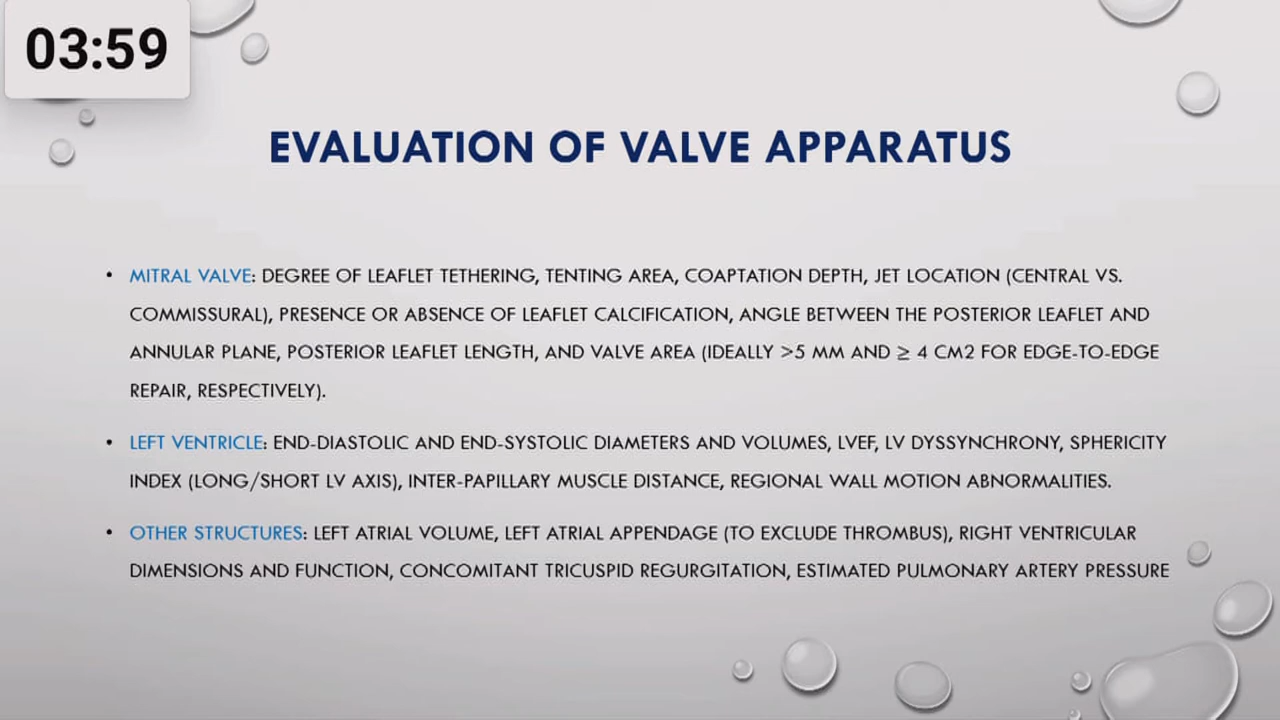 03:59
EVALUATION OF VALVE APPARATUS
• MITRAL VALVE: DEGREE OF LEAFLET TETHERING, TENTING AREA, COAPTATION DEPTH, JET LOCATION (CENTRAL VS.
COMMISSURAL), PRESENCE OR ABSENCE OF LEAFLET CALCIFICATION, ANGLE BETWEEN THE POSTERIOR LEAFLET AND
ANNULAR PLANE, POSTERIOR LEAFLET LENGTH, AND VALVE AREA (IDEALLY >5 MM AND ≥ 4 CM2 FOR EDGE-TO-EDGE
REPAIR, RESPECTIVELY).
• LEFT VENTRICLE: END-DIASTOLIC AND END-SYSTOLIC DIAMETERS AND VOLUMES, LVEF, LV DYSSYNCHRONY, SPHERICITY
INDEX (LONG/SHORT LV AXIS), INTER-PAPILLARY MUSCLE DISTANCE, REGIONAL WALL MOTION ABNORMALITIES.
• OTHER STRUCTURES: LEFT ATRIAL VOLUME, LEFT ATRIAL APPENDAGE (TO EXCLUDE THROMBUS), RIGHT VENTRICULAR
DIMENSIONS AND FUNCTION, CONCOMITANT TRICUSPID REGURGITATION, ESTIMATED PULMONARY ARTERY PRESSURE